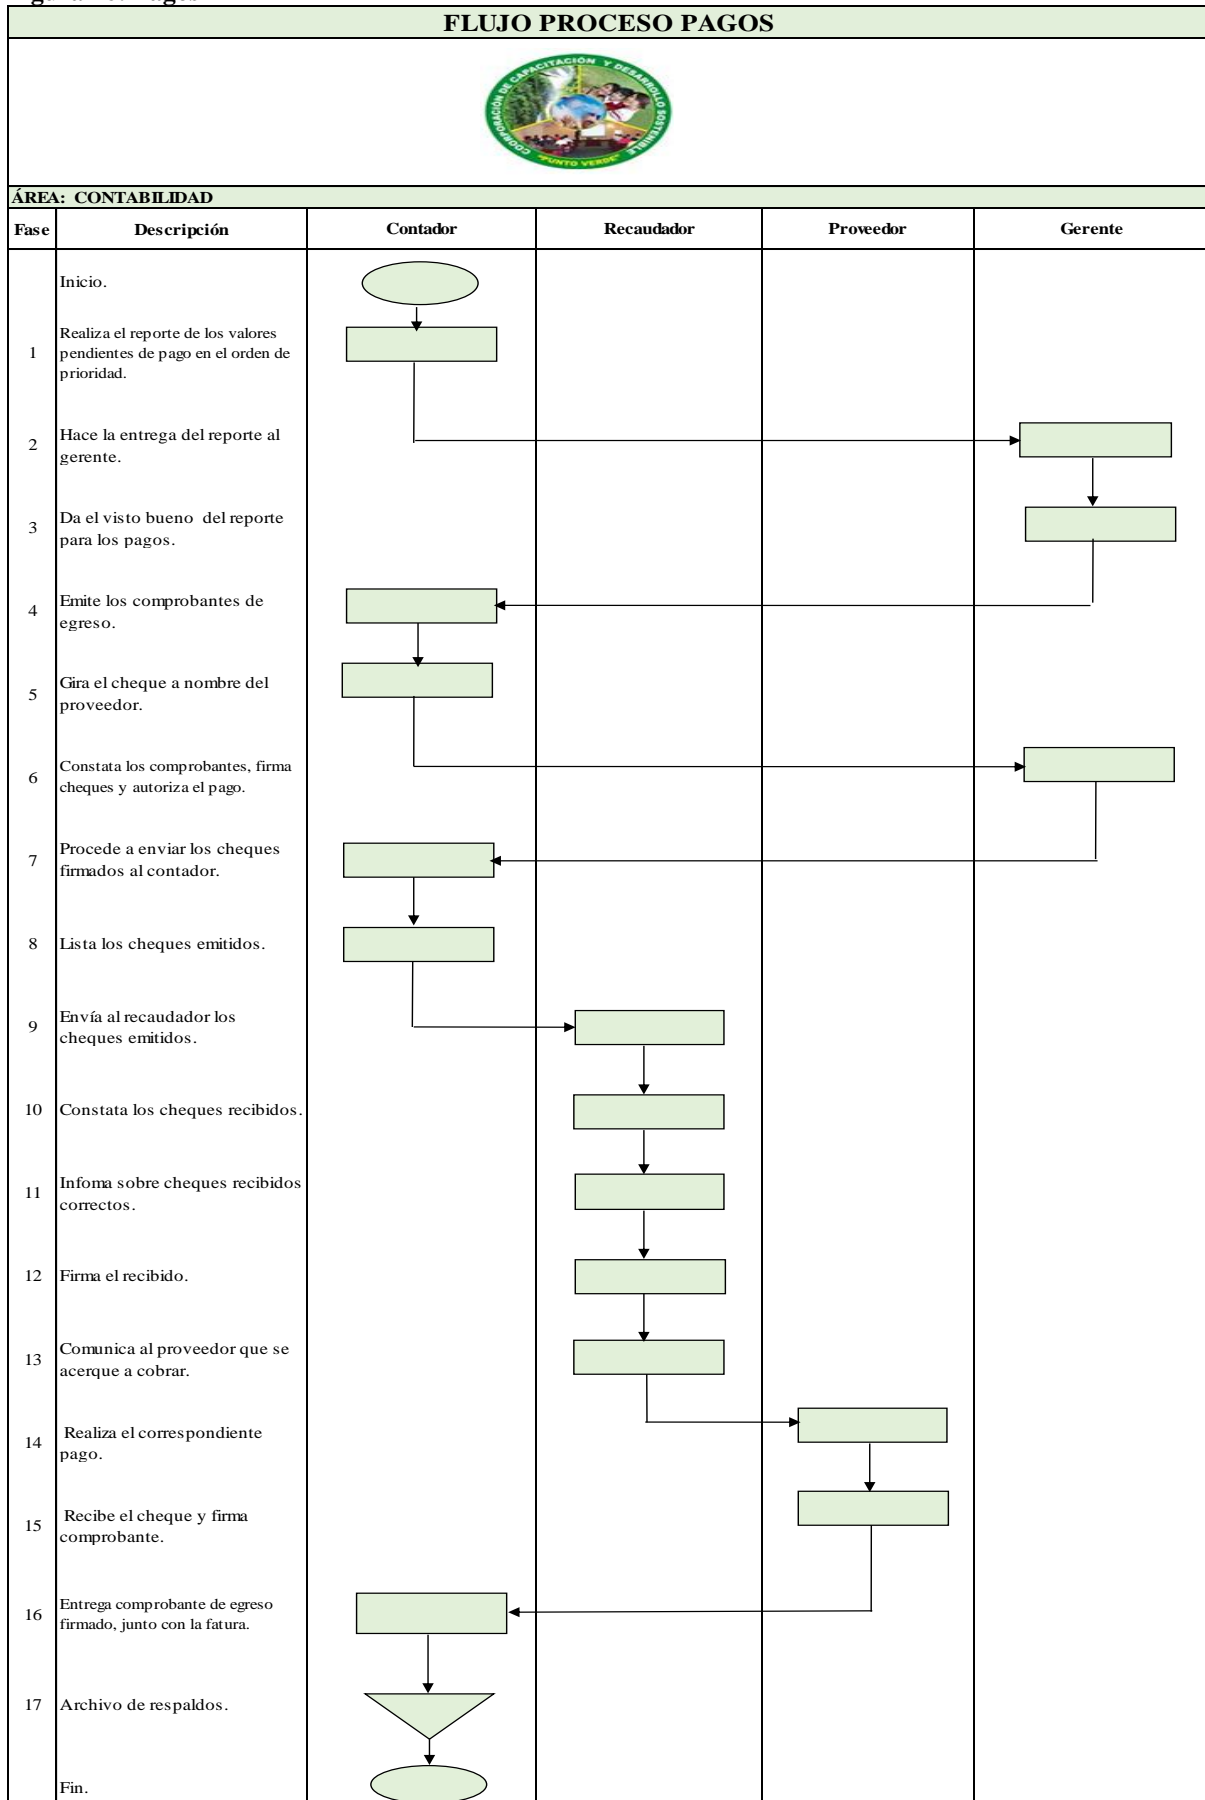 FLUJO PROCESO PAGOS
COORPORACIÓN DE CAPACITACIÓN Y DESARROLLO SOSTENIBLE
"PUNTO VERDE"
ÁREA: CONTABILIDAD
Fase Descripción Contador Recaudador Proveedor Gerente
Inicio.
1 Realiza el reporte de los valores
pendientes de pago en el orden de
prioridad.
2 Hace la entrega del reporte al
gerente.
3 Da el visto bueno del reporte
para los pagos.
4 Emite los comprobantes de
egreso.
5 Gira el cheque a nombre del
proveedor.
6 Constata los comprobantes, firma
cheques y autoriza el pago.
7 Procede a enviar los cheques
firmados al contador.
8 Lista los cheques emitidos.
9 Envía al recaudador los
cheques emitidos.
10 Constata los cheques recibidos.
11 Infoma sobre cheques recibidos
correctos.
12 Firma el recibido.
13 Comunica al proveedor que se
acerque a cobrar.
14 Realiza el correspondiente
pago.
15 Recibe el cheque y firma
comprobante.
16 Entrega comprobante de egreso
firmado, junto con la fatura.
17 Archivo de respaldos.
Fin.